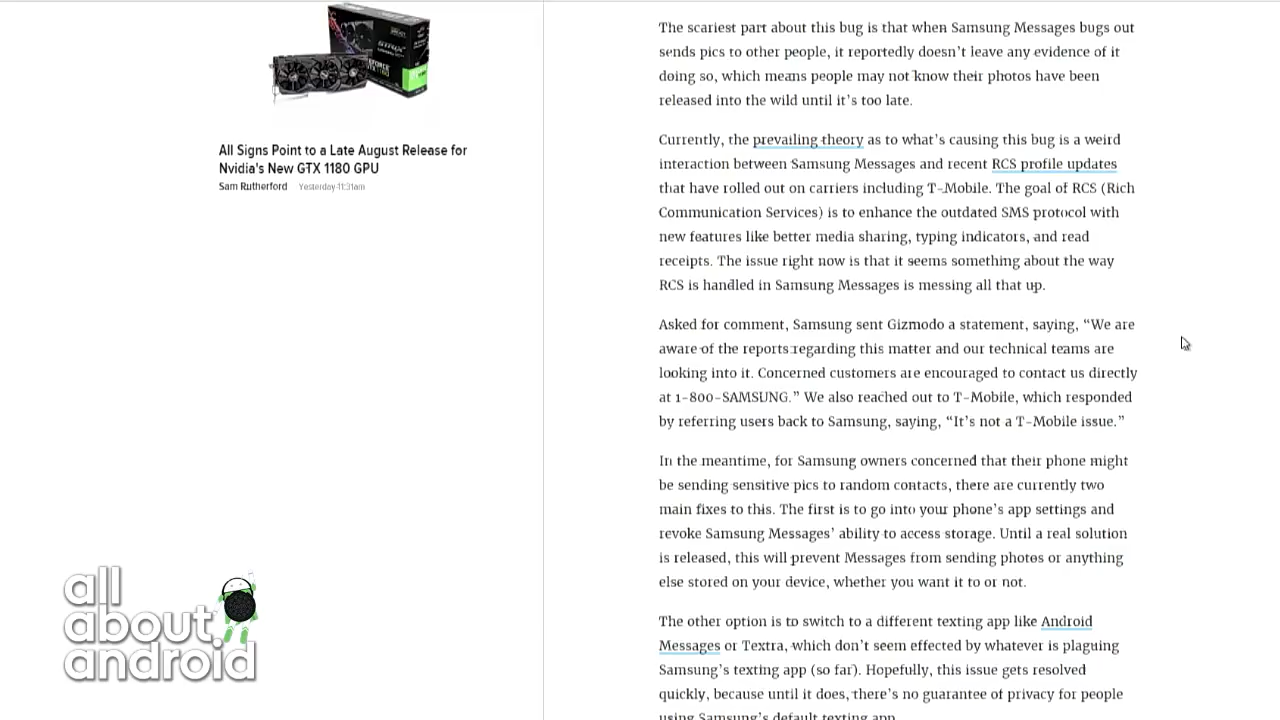 All Signs Point to a Late August Release for
Nvidia's New GTX 1180 GPU
Sam Rutherford Yesterday 11:31am
The scariest part about this bug is that when Samsung Messages bugs out
sends pics to other people, it reportedly doesn’t leave any evidence of it
doing so, which means people may not know their photos have been
released into the wild until it’s too late.
Currently, the prevailing theory as to what’s causing this bug is a weird
interaction between Samsung Messages and recent RCS profile updates
that have rolled out on carriers including T-Mobile. The goal of RCS (Rich
Communication Services) is to enhance the outdated SMS protocol with
new features like better media sharing, typing indicators, and read
receipts. The issue right now is that it seems something about the way
RCS is handled in Samsung Messages is messing all that up.
Asked for comment, Samsung sent Gizmodo a statement, saying, “We are
aware of the reports regarding this matter and our technical teams are
looking into it. Concerned customers are encouraged to contact us directly
at 1-800-SAMSUNG.” We also reached out to T-Mobile, which responded
by referring users back to Samsung, saying, “It’s not a T-Mobile issue.”
In the meantime, for Samsung owners concerned that their phone might
be sending sensitive pics to random contacts, there are currently two
main fixes to this. The first is to go into your phone’s app settings and
revoke Samsung Messages’ ability to access storage. Until a real solution
is released, this will prevent Messages from sending photos or anything
else stored on your device, whether you want it to or not.
The other option is to switch to a different texting app like Android
Messages or Textra, which don’t seem effected by whatever is plaguing
Samsung’s texting app (so far). Hopefully, this issue gets resolved
quickly, because until it does, there’s no guarantee of privacy for people
using Samsung’s default texting app.
all
about
android